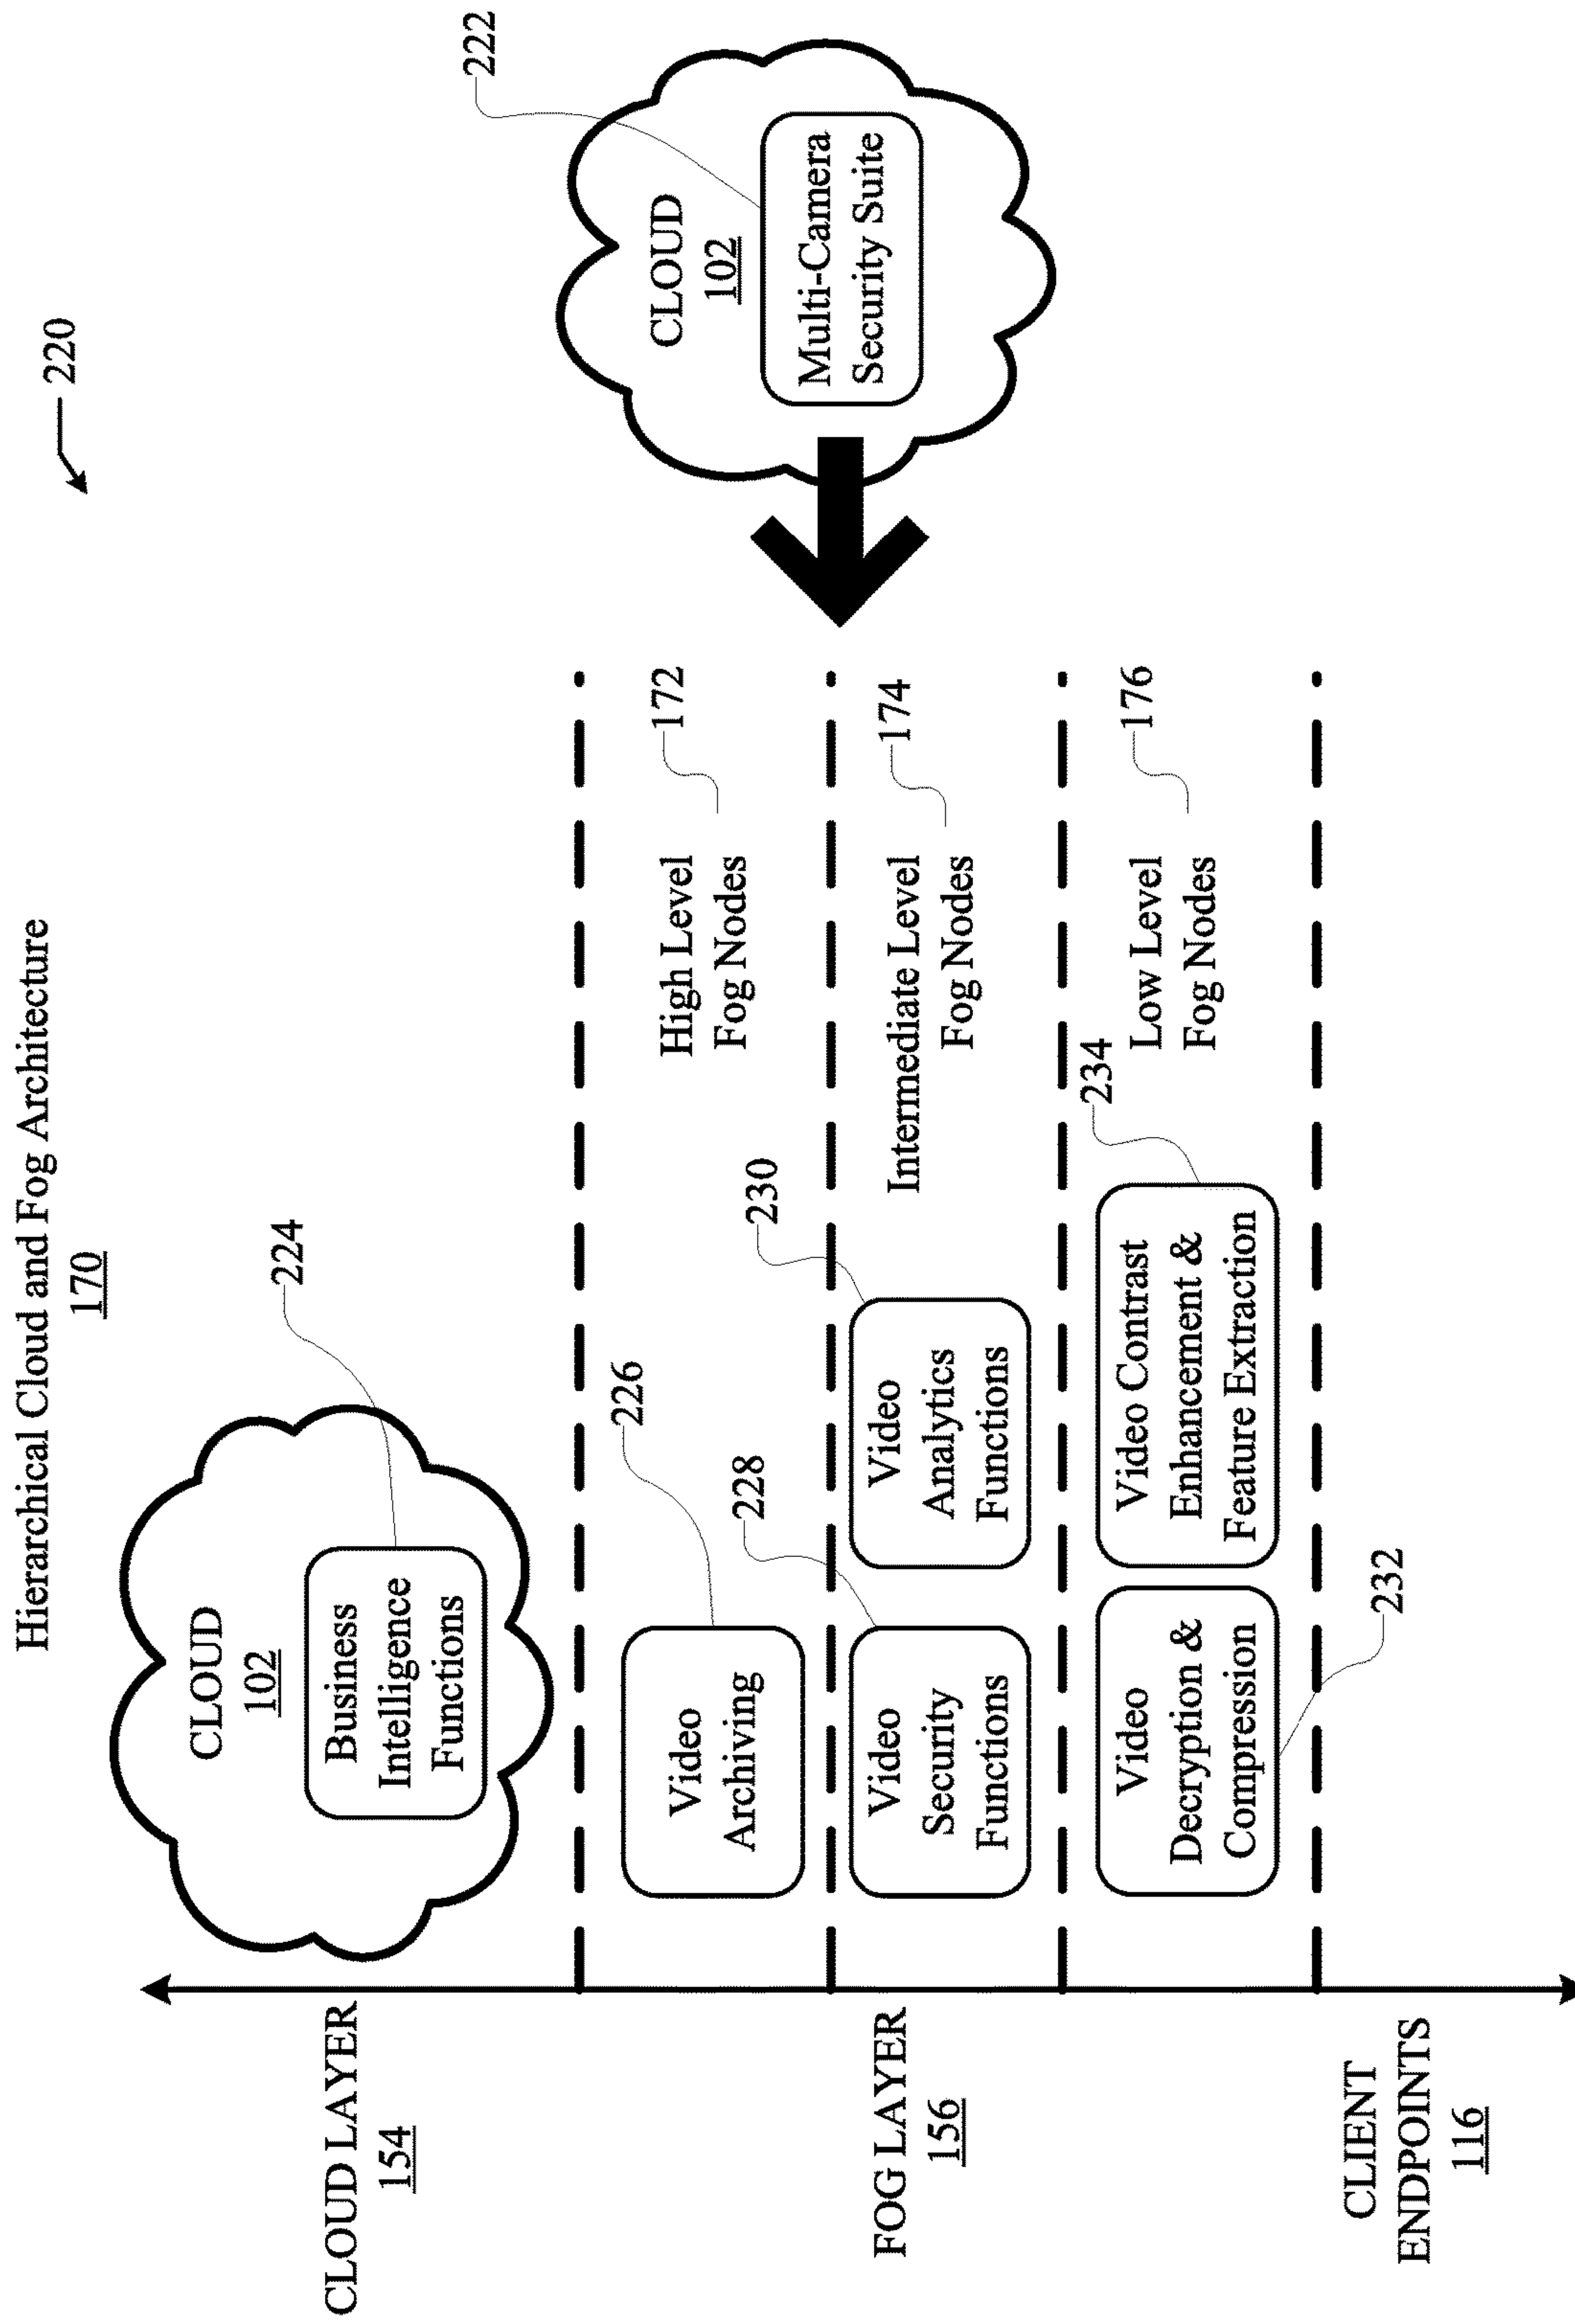 Hierarchical Cloud and Fog Architecture
170
220
CLOUD LAYER
154
CLOUD
102
Business
Intelligence
Functions
224
FOG LAYER
156
Video
Archiving
226
High Level
Fog Nodes
172
Video
Security
Functions
228
Video
Analytics
Functions
230
Intermediate Level
Fog Nodes
174
Video
Decryption &
Compression
232
Video Contrast
Enhancement &
Feature Extraction
234
Low Level
Fog Nodes
176
CLIENT
ENDPOINTS
116
CLOUD
102
Multi-Camera
Security Suite
222